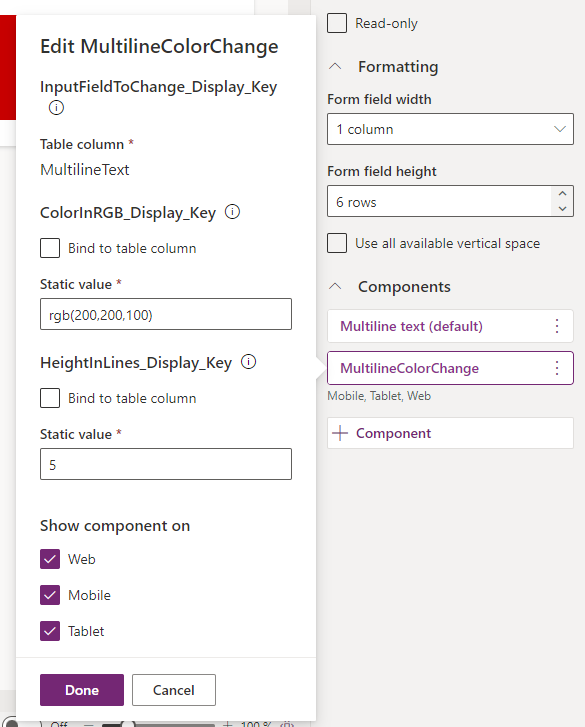 Edit MultilineColorChange
InputFieldToChange_Display_Key
Table column *
MultilineText
ColorInRGB_Display_Key
Bind to table column
Static value *
rgb(200,200,100)
HeightInLines_Display_Key
Bind to table column
Static value *
5
Show component on
Web
Mobile
Tablet
Done
Cancel
Read-only
Formatting
Form field width
1 column
Form field height
6 rows
Use all available vertical space
Components
Multiline text (default)
MultilineColorChange
Mobile, Tablet, Web
Component
Off
100 %